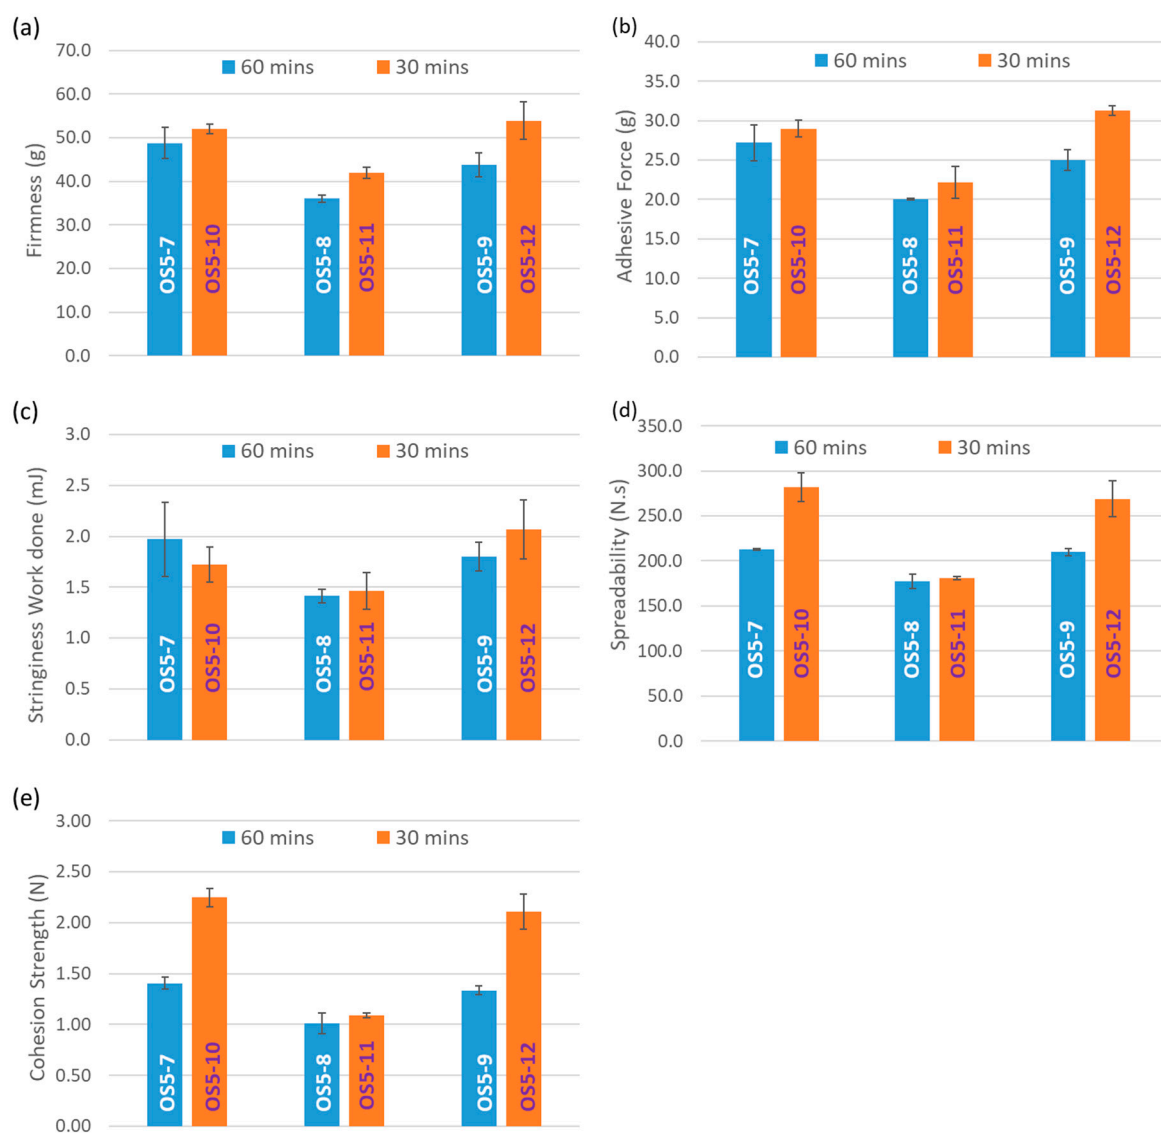 (a)
70.0
60 mins
30 mins
60.0
50.0
40.0
30.0
20.0
10.0
0.0
Firmness (g)
OS5-7
OS5-10
OS5-8
OS5-11
OS5-9
OS5-12
(b)
40.0
60 mins
30 mins
35.0
30.0
25.0
20.0
15.0
10.0
5.0
0.0
Adhesive Force (g)
OS5-7
OS5-10
OS5-8
OS5-11
OS5-9
OS5-12
(c)
3.0
60 mins
30 mins
2.5
2.0
1.5
1.0
0.5
0.0
Stringiness Work done (mJ)
OS5-7
OS5-10
OS5-8
OS5-11
OS5-9
OS5-12
(d)
350.0
60 mins
30 mins
300.0
250.0
200.0
150.0
100.0
50.0
0.0
Spreadability (N.s)
OS5-7
OS5-10
OS5-8
OS5-11
OS5-9
OS5-12
(e)
3.00
60 mins
30 mins
2.50
2.00
1.50
1.00
0.50
0.00
Cohesion Strength (N)
OS5-7
OS5-10
OS5-8
OS5-11
OS5-9
OS5-12